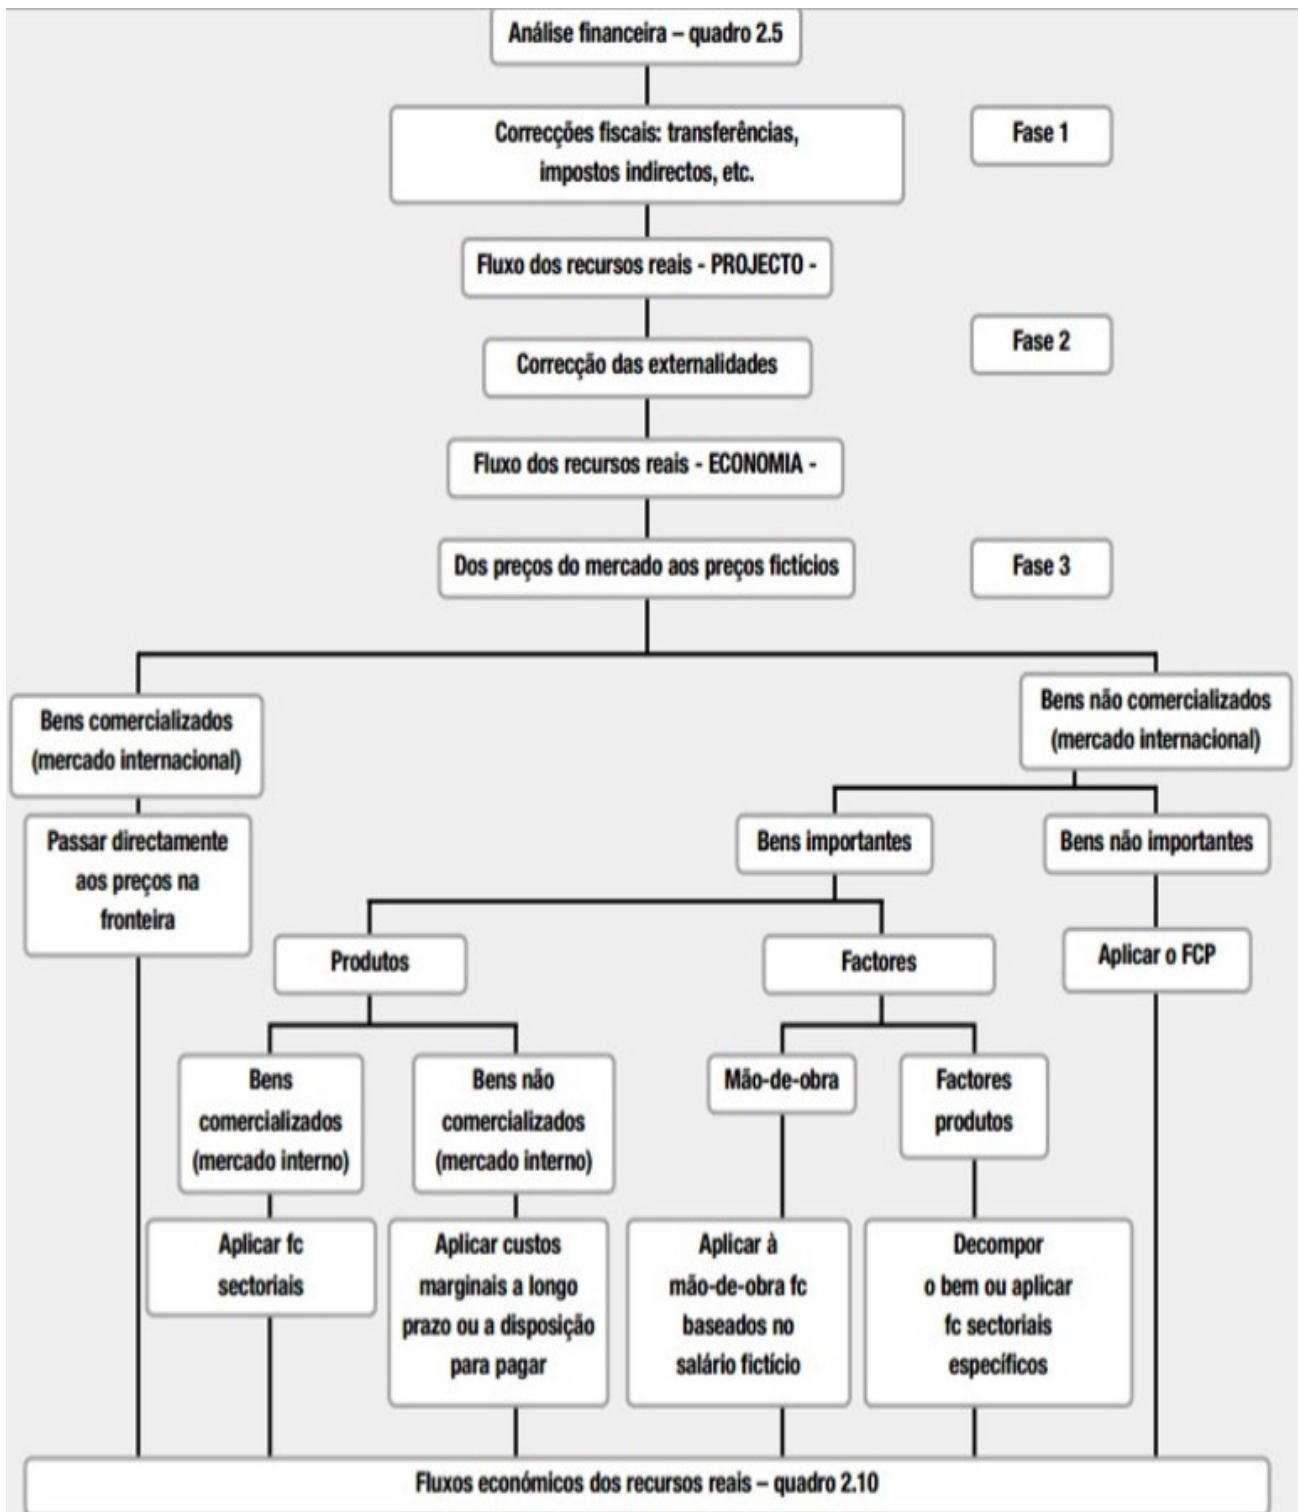 Análise financeira – quadro 2.5
Correcções fiscais: transferências,
impostos indirectos, etc.
Fase 1
Fluxo dos recursos reais - PROJECTO -
Fase 2
Correcção das externalidades
Fluxo dos recursos reais - ECONOMIA -
Dos preços do mercado aos preços fictícios
Fase 3
Bens comercializados
(mercado internacional)
Bens não comercializados
(mercado internacional)
Passar directamente
aos preços na
fronteira
Bens importantes
Bens não importantes
Produtos
Factores
Aplicar o FCP
Bens
comercializados
(mercado interno)
Bens não
comercializados
(mercado interno)
Mão-de-obra
Factores
produtos
Aplicar fc
sectoriais
Aplicar custos
marginais a longo
prazo ou a disposição
para pagar
Aplicar à
mão-de-obra fc
baseados no
salário fictício
Decompor
o bem ou aplicar
fc sectoriais
específicos
Fluxos económicos dos recursos reais – quadro 2.10